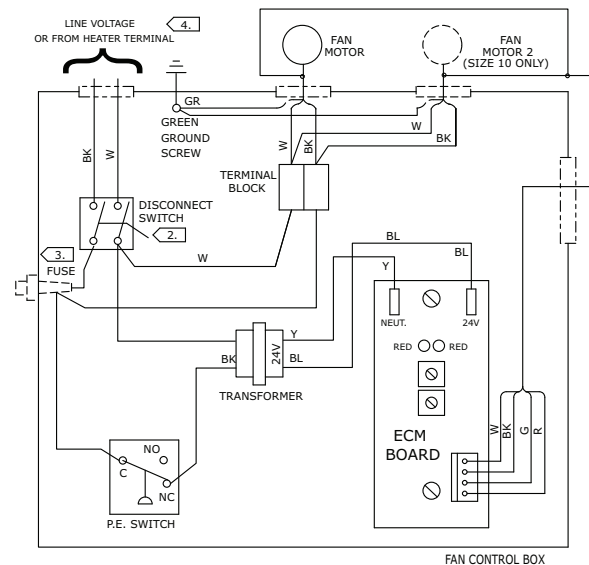 LINE VOLTAGE
OR FROM HEATER TERMINAL
4.
FAN
MOTOR
FAN
MOTOR 2
(SIZE 10 ONLY)
GR
GREEN
GROUND
SCREW
BK
W
W
BK
W
BK
TERMINAL
BLOCK
DISCONNECT
SWITCH
2.
3.
FUSE
W
BL
BL
Y
NEUT.
24V
RED
RED
Y
BK
24V
BL
TRANSFORMER
ECM
BOARD
W
BK
G
R
NO
C
NC
P.E. SWITCH
FAN CONTROL BOX